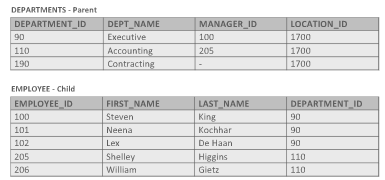 DEPARTMENTS - Parent
DEPARTMENT_ID DEPT_NAME MANAGER_ID LOCATION_ID
90 Executive 100 1700
110 Accounting 205 1700
190 Contracting - 1700
EMPLOYEE - Child
EMPLOYEE_ID FIRST_NAME LAST_NAME DEPARTMENT_ID
100 Steven King 90
101 Neena Kochhar 90
102 Lex De Haan 90
205 Shelley Higgins 110
206 William Gietz 110